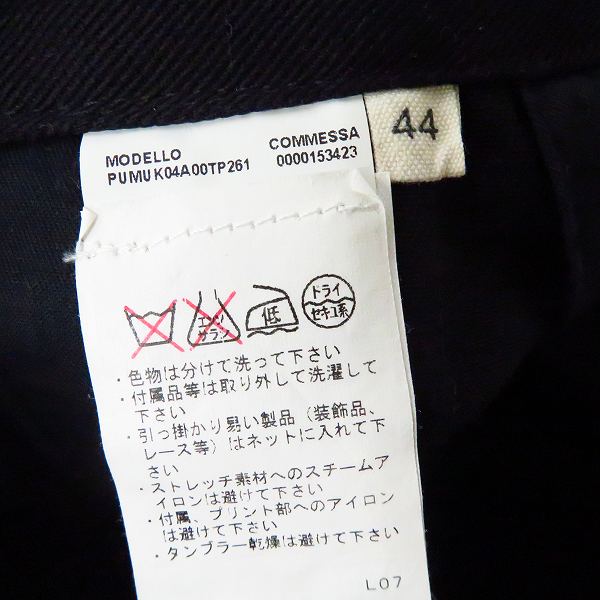 MODELLO COMMESSA
PUMUK04A00TP261 0000153423
44
エンソ
サラシ
低
ドライ
セキユ系
・色物は分けて洗って下さい
・付属品等は取り外して洗濯して
下さい
・引っ掛かり易い製品（装飾品、
レース等）はネットに入れて下
さい
・ストレッチ素材へのスチームア
イロンは避けて下さい
・付属、プリント部へのアイロン
は避けて下さい
・タンブラー乾燥は避けて下さい
L07